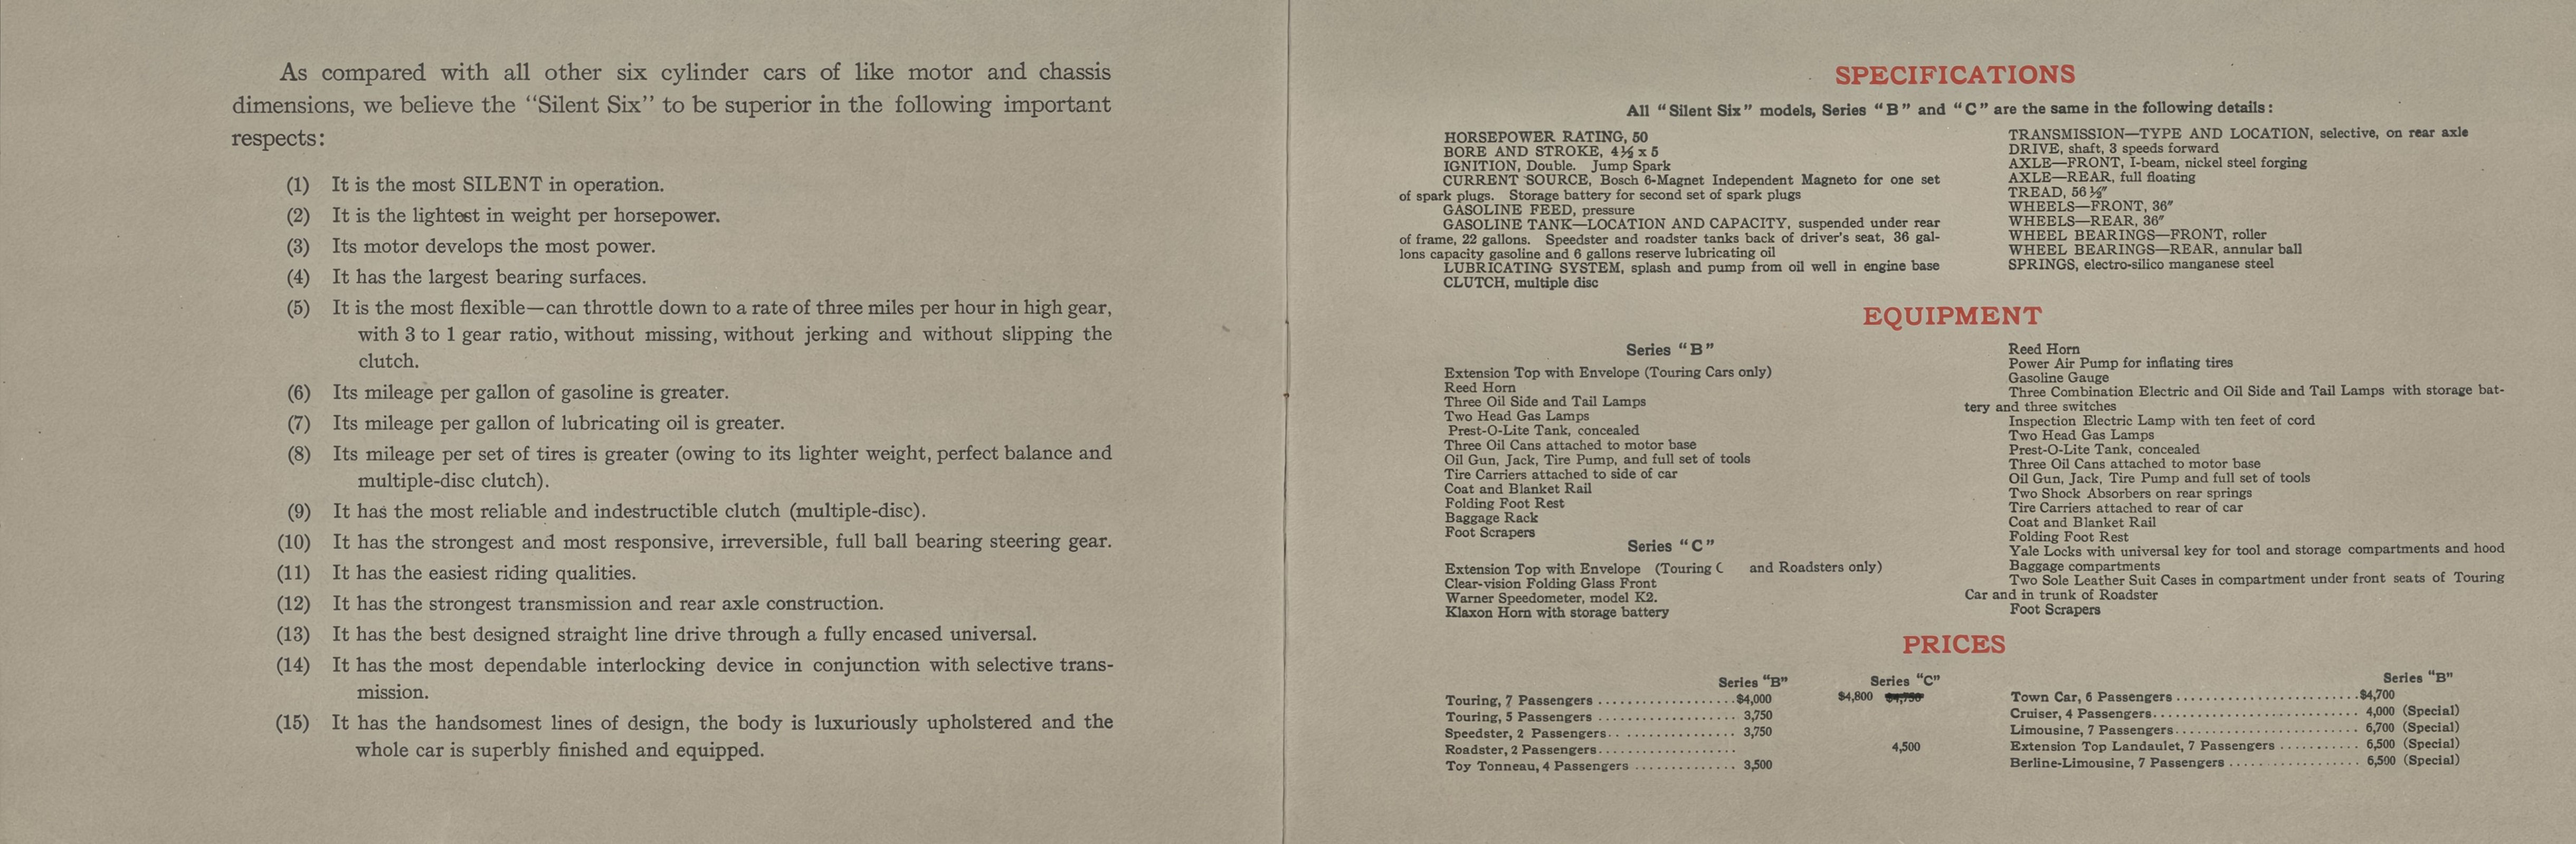 As compared with all other six cylinder cars of like motor and chassis
dimensions, we believe the "Silent Six" to be superior in the following important
respects:
(1) It is the most SILENT in operation.
(2) It is the lightest in weight per horsepower.
(3) Its motor develops the most power.
(4) It has the largest bearing surfaces.
(5) It is the most flexible—can throttle down to a rate of three miles per hour in high gear,
with 3 to 1 gear ratio, without missing, without jerking and without slipping the
clutch.
(6) Its mileage per gallon of gasoline is greater.
(7) Its mileage per gallon of lubricating oil is greater.
(8) Its mileage per set of tires is greater (owing to its lighter weight, perfect balance and
multiple-disc clutch).
(9) It has the most reliable and indestructible clutch (multiple-disc).
(10) It has the strongest and most responsive, irreversible, full ball bearing steering gear.
(11) It has the easiest riding qualities.
(12) It has the strongest transmission and rear axle construction.
(13) It has the best designed straight line drive through a fully encased universal.
(14) It has the most dependable interlocking device in conjunction with selective trans-
mission.
(15) It has the handsomest lines of design, the body is luxuriously upholstered and the
whole car is superbly finished and equipped.
SPECIFICATIONS
All "Silent Six" models, Series "B" and "C" are the same in the following details:
HORSEPOWER RATING, 50
BORE AND STROKE, 4½ x 5
IGNITION, Double. Jump Spark
CURRENT SOURCE, Bosch 6-Magnet Independent Magneto for one set
of spark plugs. Storage battery for second set of spark plugs
GASOLINE FEED, pressure
GASOLINE TANK—LOCATION AND CAPACITY, suspended under rear
of frame, 22 gallons. Speedster and roadster tanks back of driver's seat, 36 gal-
lons capacity gasoline and 6 gallons reserve lubricating oil
LUBRICATING SYSTEM, splash and pump from oil well in engine base
CLUTCH, multiple disc
TRANSMISSION—TYPE AND LOCATION, selective, on rear axle
DRIVE, shaft, 3 speeds forward
AXLE—FRONT, I-beam, nickel steel forging
AXLE—REAR, full floating
TREAD, 56½"
WHEELS—FRONT, 36"
WHEELS—REAR, 36"
WHEEL BEARINGS—FRONT, roller
WHEEL BEARINGS—REAR, annular ball
SPRINGS, electro-silico manganese steel
EQUIPMENT
Series "B"
Extension Top with Envelope (Touring Cars only)
Reed Horn
Three Oil Side and Tail Lamps
Two Head Gas Lamps
Prest-O-Lite Tank, concealed
Three Oil Cans attached to motor base
Oil Gun, Jack, Tire Pump, and full set of tools
Tire Carriers attached to side of car
Coat and Blanket Rail
Folding Foot Rest
Baggage Rack
Foot Scrapers
Series "C"
Extension Top with Envelope (Touring C and Roadsters only)
Clear-vision Folding Glass Front
Warner Speedometer, model K2.
Klaxon Horn with storage battery
Reed Horn
Power Air Pump for inflating tires
Gasoline Gauge
Three Combination Electric and Oil Side and Tail Lamps with storage bat-
tery and three switches
Inspection Electric Lamp with ten feet of cord
Two Head Gas Lamps
Prest-O-Lite Tank, concealed
Three Oil Cans attached to motor base
Oil Gun, Jack, Tire Pump and full set of tools
Two Shock Absorbers on rear springs
Tire Carriers attached to rear of car
Coat and Blanket Rail
Folding Foot Rest
Yale Locks with universal key for tool and storage compartments and hood
Baggage compartments
Two Sole Leather Suit Cases in compartment under front seats of Touring
Car and in trunk of Roadster
Foot Scrapers
PRICES
Series "B" Series "C"
Touring, 7 Passengers .................. $4,000 $4,800
Touring, 5 Passengers .................. 3,750
Speedster, 2 Passengers .................. 3,750
Roadster, 2 Passengers .................. 4,500
Toy Tonneau, 4 Passengers .............. 3,500
Series "B"
Town Car, 6 Passengers ........................ $4,700
Cruiser, 4 Passengers ........................... 4,000 (Special)
Limousine, 7 Passengers ........................ 6,700 (Special)
Extension Top Landaulet, 7 Passengers ........... 6,500 (Special)
Berline-Limousine, 7 Passengers .................. 6,500 (Special)